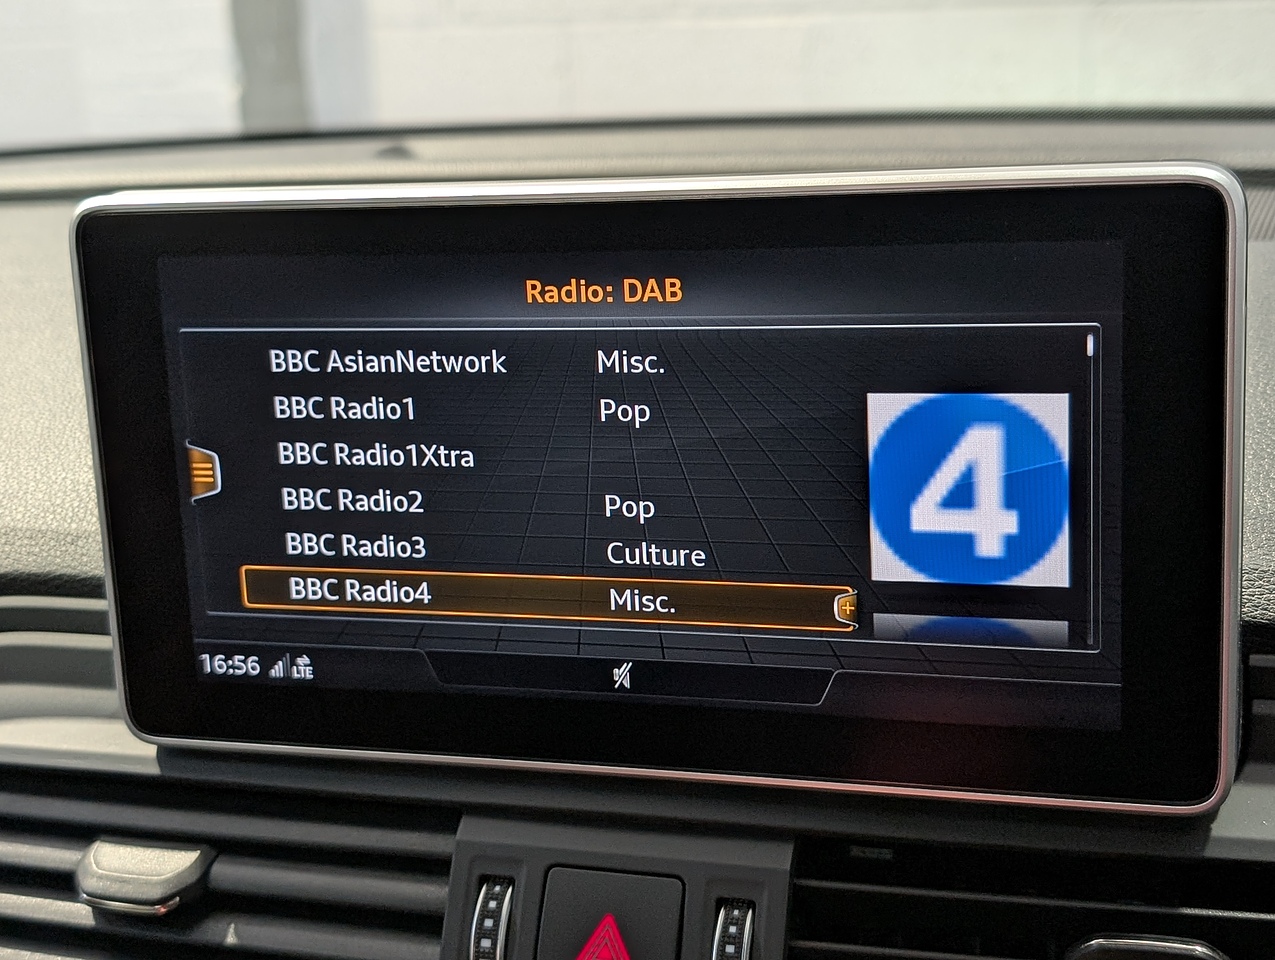 Radio: DAB
BBC AsianNetwork Misc.
BBC Radio1 Pop
BBC Radio1Xtra
BBC Radio2 Pop
BBC Radio3 Culture
BBC Radio4 Misc.
4
16:56 LTE